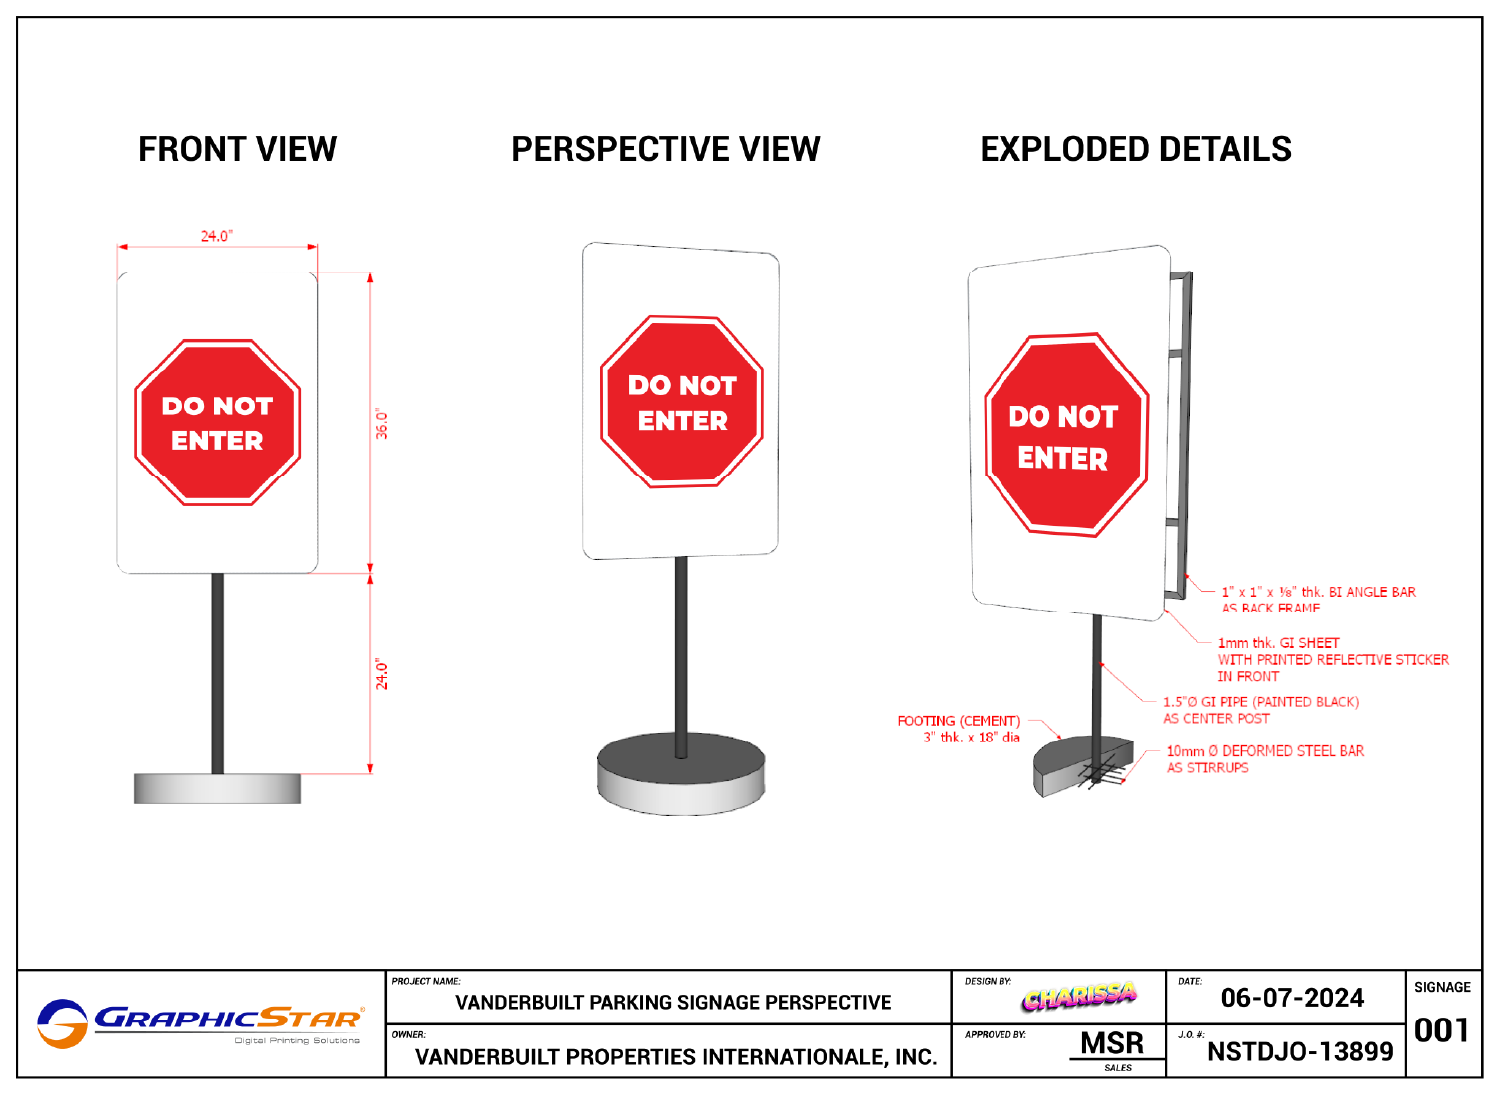 FRONT VIEW
PERSPECTIVE VIEW
EXPLODED DETAILS
24.0"
36.0"
24.0"
DO NOT
ENTER
DO NOT
ENTER
DO NOT
ENTER
1" x 1" x ⅛" thk. BI ANGLE BAR
AS BACK FRAME
1mm thk. GI SHEET
WITH PRINTED REFLECTIVE STICKER
IN FRONT
1.5"Ø GI PIPE (PAINTED BLACK)
AS CENTER POST
FOOTING (CEMENT)
3" thk. x 18" dia
10mm Ø DEFORMED STEEL BAR
AS STIRRUPS
GRAPHICSTAR®
Digital Printing Solutions
PROJECT NAME:
VANDERBUILT PARKING SIGNAGE PERSPECTIVE
OWNER:
VANDERBUILT PROPERTIES INTERNATIONALE, INC.
DESIGN BY:
CHARISSA
APPROVED BY:
MSR
SALES
DATE:
06-07-2024
J.O. #:
NSTDJO-13899
SIGNAGE
001